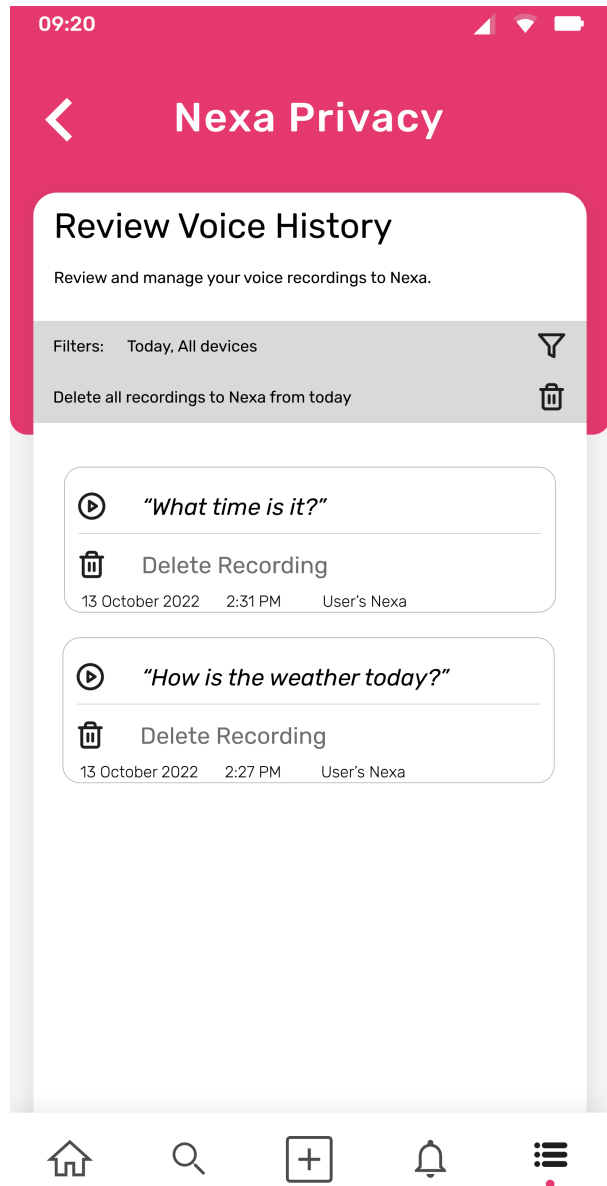 09:20
Nexa Privacy
Review Voice History
Review and manage your voice recordings to Nexa.
Filters: Today, All devices
Delete all recordings to Nexa from today
“What time is it?”
Delete Recording
13 October 2022 2:31 PM User’s Nexa
“How is the weather today?”
Delete Recording
13 October 2022 2:27 PM User’s Nexa